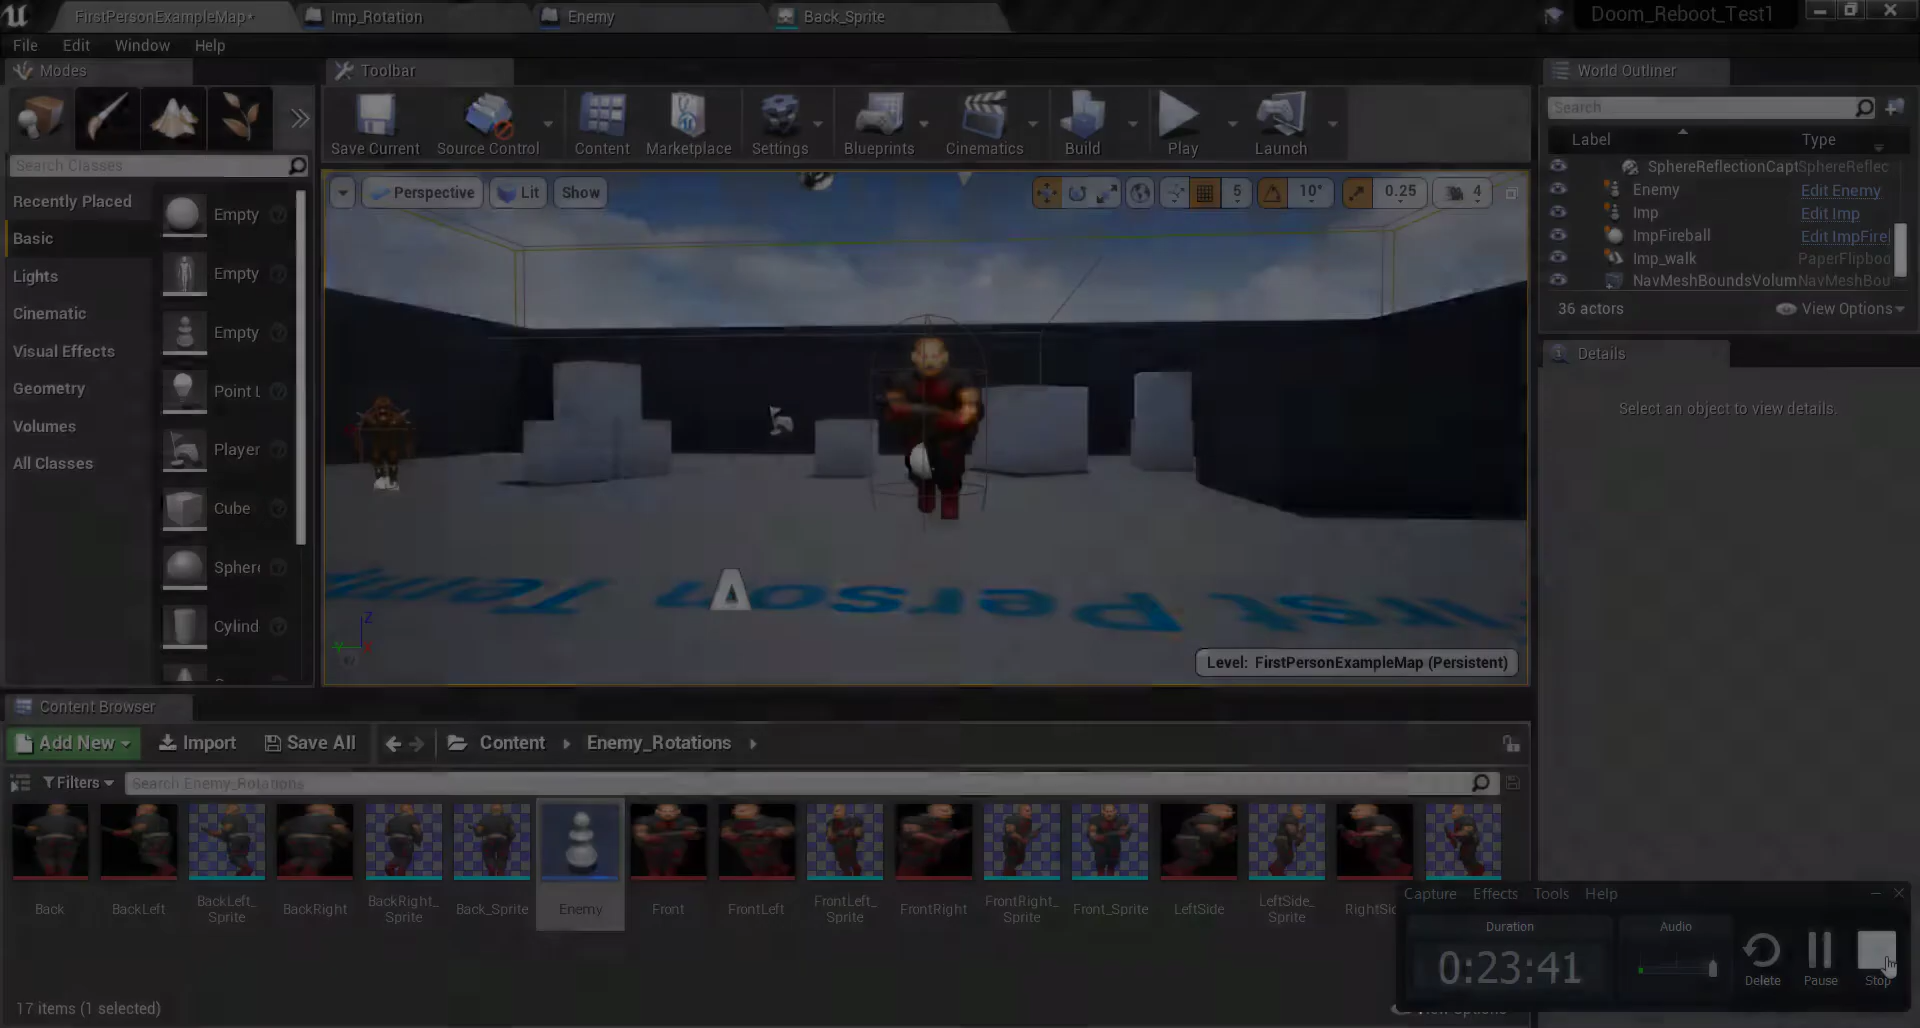 FirstPersonExampleMap*
Imp_Rotation
Enemy
Back_Sprite
Doom_Reboot_Test1
File Edit Window Help
Modes
Toolbar
World Outliner
Save Current
Source Control
Content
Marketplace
Settings
Blueprints
Cinematics
Build
Play
Launch
Search
Label
Type
Search Classes
Recently Placed
Basic
Lights
Cinematic
Visual Effects
Geometry
Volumes
All Classes
Empty
Empty
Empty
Point L
Player
Cube
Sphere
Cylind
Perspective
Lit
Show
5
10°
0.25
4
First Person Temp
Level: FirstPersonExampleMap (Persistent)
SphereReflectionCapt SphereReflec
Enemy Edit Enemy
Imp Edit Imp
ImpFireball Edit ImpFirel
Imp_walk PaperFlipboo
NavMeshBoundsVolum NavMeshBou
36 actors
View Options
Details
Select an object to view details.
Content Browser
Add New
Import
Save All
Content
Enemy_Rotations
Filters
Search Enemy_Rotations
Back
BackLeft
BackLeft_
Sprite
BackRight
BackRight_
Sprite
Back_Sprite
Enemy
Front
FrontLeft
FrontLeft_
Sprite
FrontRight
FrontRight_
Sprite
Front_Sprite
LeftSide
LeftSide_
Sprite
RightSid
17 items (1 selected)
View Options
Capture Effects Tools Help
Duration
0:23:41
Audio
Delete
Pause
Stop